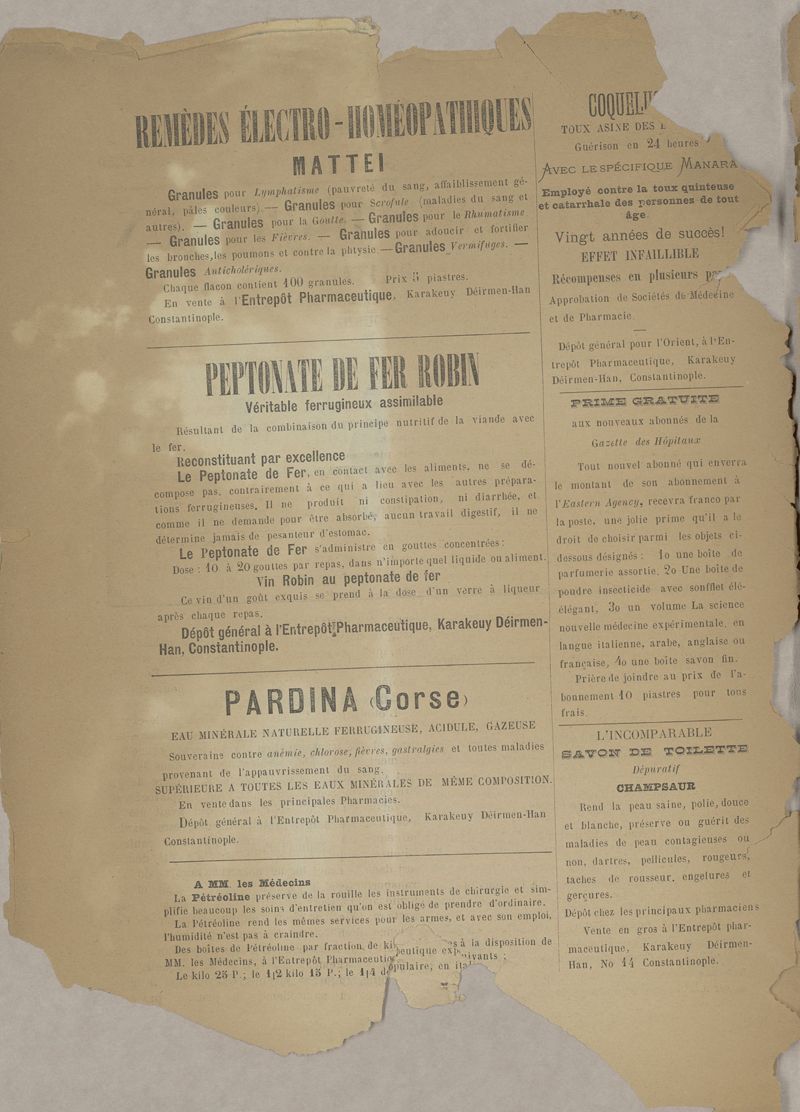 REMÈDES ÉLECTRO-HOMÉOPATHIQUES
MATTEI
Granules pour Lymphatisme (pauvreté du sang, affaiblissement gé-
néral, pâles couleurs). — Granules pour Scrofule (maladies du sang et
autres). — Granules pour la Goutte. — Granules pour le Rhumatisme
— Granules pour les Fièvres. — Granules pour adoucir et fortifier
les bronches, les poumons et contre la phtysie — Granules Vermifuges. —
Granules Anticholériques.
Chaque flacon contient 100 granules. Prix 5 piastres.
En vente à l'Entrepôt Pharmaceutique, Karakeuy Déirmen-Han
Constantinople.
PEPTONATE DE FER ROBIN
Véritable ferrugineux assimilable
Résultant de la combinaison du principe nutritif de la viande avec
le fer.
Reconstituant par excellence
Le Peptonate de Fer, en contact avec les aliments, ne se dé-
compose pas, contrairement à ce qui a lieu avec les autres prépara-
tions ferrugineuses. Il ne produit ni constipation, ni diarrhée, et
comme il ne demande pour être absorbé, aucun travail digestif, il ne
détermine jamais de pesanteur d'estomac.
Le Peptonate de Fer s'administre en gouttes concentrées:
Dose: 10 à 20 gouttes par repas, dans n'importe quel liquide ou aliment.
Vin Robin au peptonate de fer
Ce vin d'un goût exquis se prend à la dose d'un verre à liqueur
après chaque repas.
Dépôt général à l'Entrepôt Pharmaceutique, Karakeuy Déirmen-
Han, Constantinople.
PARDINA (Corse)
EAU MINÉRALE NATURELLE FERRUGINEUSE, ACIDULE, GAZEUSE
Souveraine contre anémie, chlorose, fièvres, gastralgies et toutes maladies
provenant de l'appauvrissement du sang.
SUPÉRIEURE A TOUTES LES EAUX MINÉRALES DE MÊME COMPOSITION.
En vente dans les principales Pharmacies.
Dépôt général à l'Entrepôt Pharmaceutique, Karakeuy Déirmen-Han
Constantinople.
A MM. les Médecins
La Pétréoline préserve de la rouille les instruments de chirurgie et sim-
plifie beaucoup les soins d'entretien qu'on est obligé de prendre d'ordinaire.
La Pétréoline rend les mêmes services pour les armes, et avec son emploi,
l'humidité n'est pas à craindre.
Des boîtes de Pétréoline par fraction de ki à la disposition de
MM. les Médecins, à l'Entrepôt Pharmaceutique
Le kilo 25 P.; le 1|2 kilo 15 P.; le 1|4
COQUELU
TOUX ASINE DES
Guérison en 24 heures
AVEC LE SPÉCIFIQUE MANARA
Employé contre la toux quinteuse
et catarrhale des personnes de tout
âge
Vingt années de succès!
EFFET INFAILLIBLE
Récompenses en plusieurs
Approbation de Sociétés de Médecine
et de Pharmacie.
Dépôt général pour l'Orient, à l'En-
trepôt Pharmaceutique, Karakeuy
Déirmen-Han, Constantinople.
PRIME GRATUITE
aux nouveaux abonnés de la
Gazette des Hôpitaux
Tout nouvel abonné qui enverra
le montant de son abonnement à
l'Eastern Agency, recevra franco par
la poste, une jolie prime qu'il a le
droit de choisir parmi les objets ci-
dessous désignés: 1o une boîte de
parfumerie assortie. 2o Une boîte de
poudre insecticide avec soufflet élé-
élégant, 3o un volume La science
nouvelle médecine expérimentale, en
langue italienne, arabe, anglaise ou
française, 4o une boîte savon fin.
Prière de joindre au prix de l'a-
bonnement 10 piastres pour tous
frais.
L'INCOMPARABLE
SAVON DE TOILETTE
Dépuratif
CHAMPSAUR
Rend la peau saine, polie, douce
et blanche, préserve ou guérit des
maladies de peau contagieuses ou
non, dartres, pellicules, rougeurs,
taches de rousseur, engelures et
gerçures.
Dépôt chez les principaux pharmaciens
Vente en gros à l'Entrepôt phar-
maceutique, Karakeuy Déirmen-
Han, No 14 Constantinople.